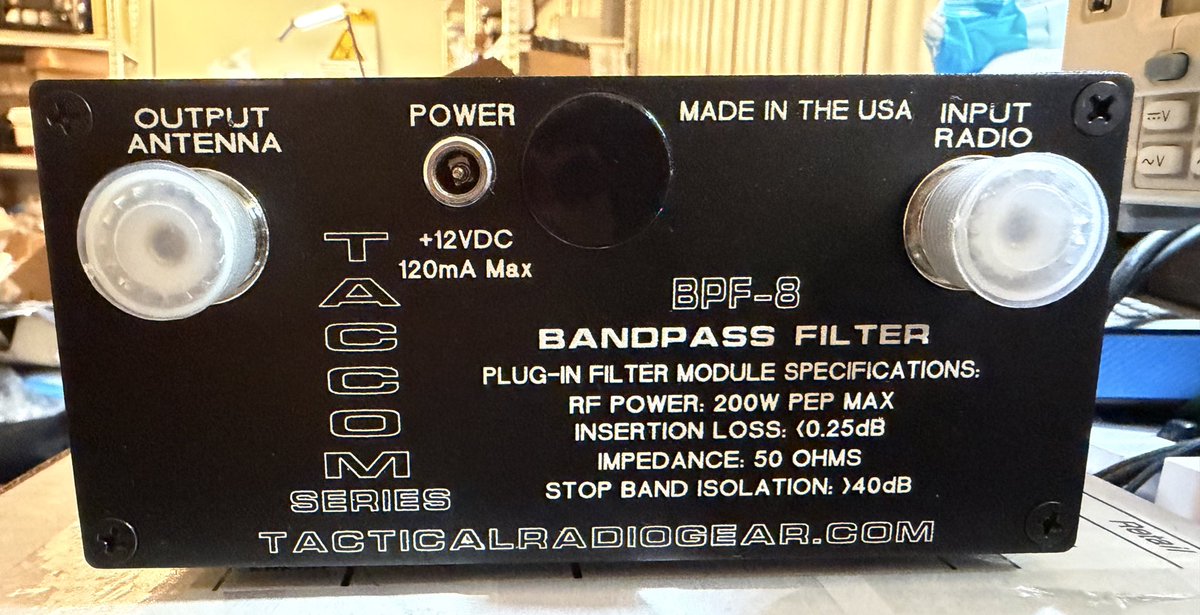 OUTPUT
ANTENNA
POWER
+12VDC
120mA Max
MADE IN THE USA
INPUT
RADIO
TACCOM
SERIES
BPF-8
BANDPASS FILTER
PLUG-IN FILTER MODULE SPECIFICATIONS:
RF POWER: 200W PEP MAX
INSERTION LOSS: <0.25dB
IMPEDANCE: 50 OHMS
STOP BAND ISOLATION: >40dB
TACTICALRADIOGEAR.COM
⎓V
~V